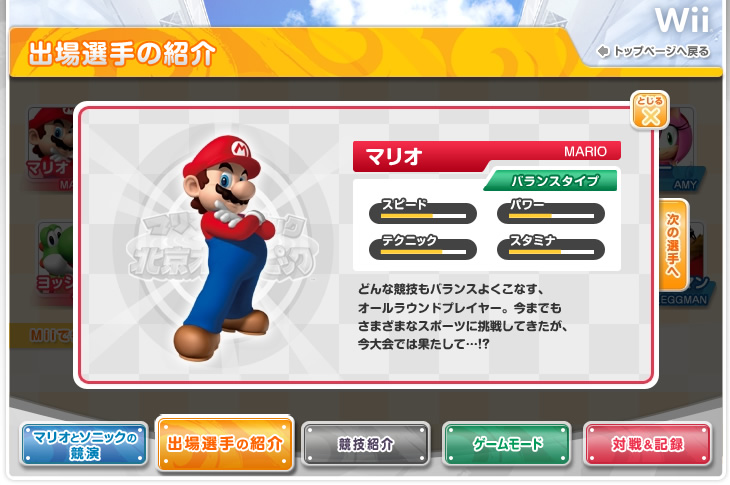 Wii
出場選手の紹介
トップページへ戻る
とじる
マリオ
MARIO
バランスタイプ
スピード
パワー
テクニック
スタミナ
どんな競技もバランスよくこなす、
オールラウンドプレイヤー。今までも
さまざまなスポーツに挑戦してきたが、
今大会では果たして…!?
次の選手へ
マリオ
MA
AMY
ヨッシ
EGGMAN
Miiで
マリオとソニックの
競演
出場選手の紹介
競技紹介
ゲームモード
対戦&記録